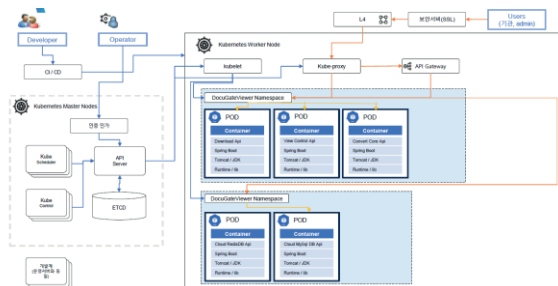 Developer
Operator
CI / CD
L4
보안서버(SSL)
Users
(기관, admin)
Kubernetes Worker Node
kubelet
Kube-proxy
API Gateway
Kubernetes Master Nodes
인증 인가
Kube
Scheduler
API
Server
Kube
Control
ETCD
DocuGateViewer Namespace
POD
Container
Download Api
Spring Boot
Tomcat / JDK
Runtime / lib
POD
Container
View Control Api
Spring Boot
Tomcat / JDK
Runtime / lib
POD
Container
Convert Core Api
Spring Boot
Tomcat / JDK
Runtime / lib
DocuGateViewer Namespace
POD
Container
Cloud RedisDB Api
Spring Boot
Tomcat / JDK
Runtime / lib
POD
Container
Cloud MySql DB Api
Spring Boot
Tomcat / JDK
Runtime / lib